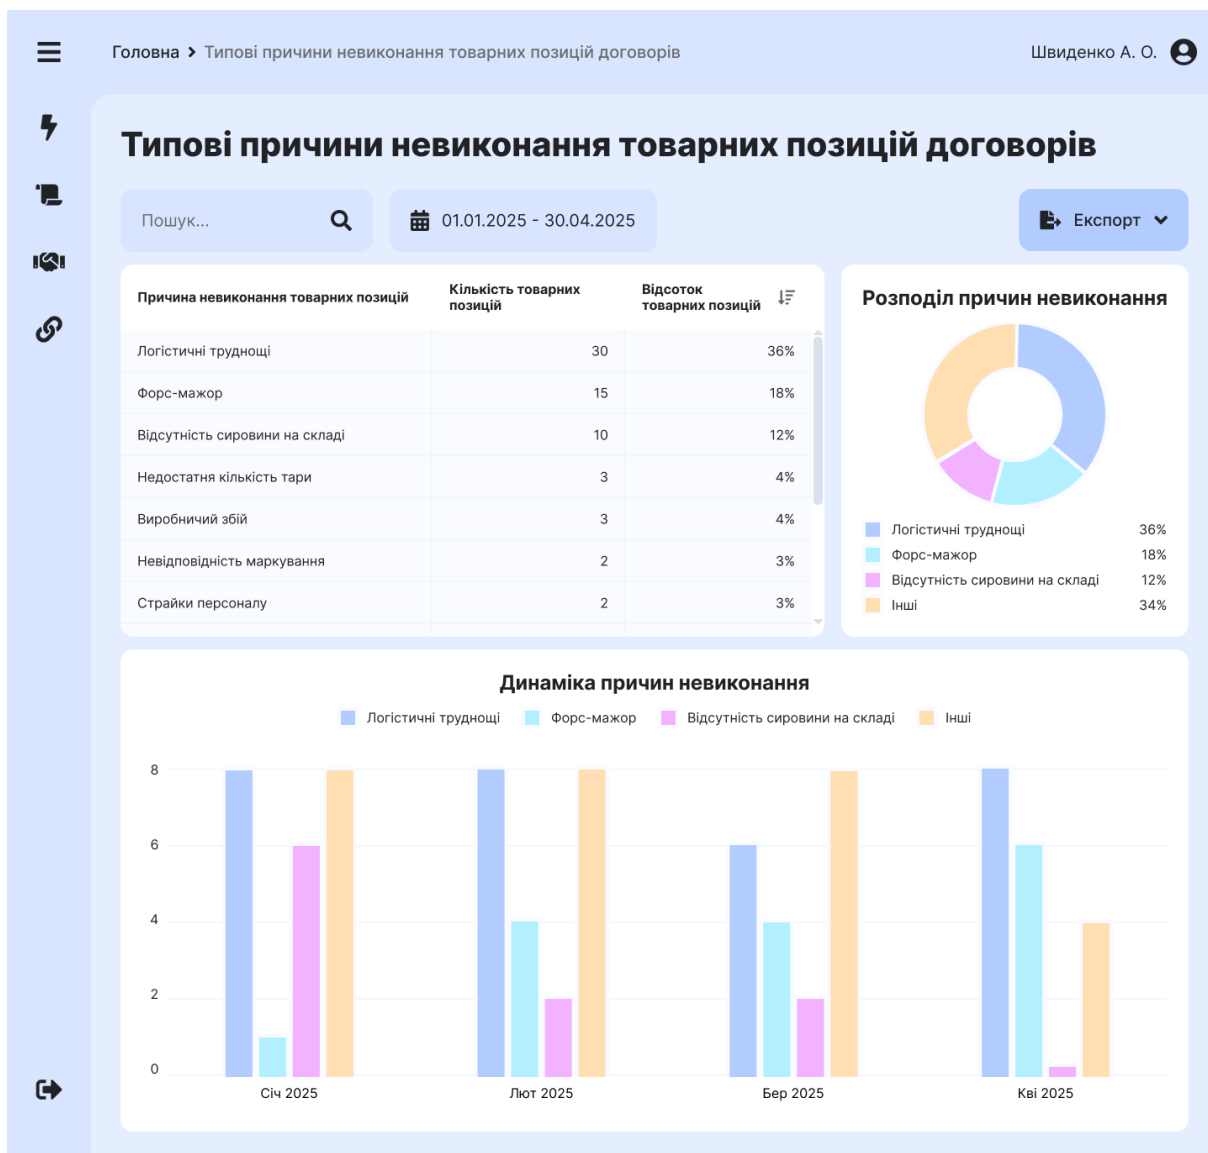 Головна > Типові причини невиконання товарних позицій договорів
Швиденко А. О.
Типові причини невиконання товарних позицій договорів
Пошук...
01.01.2025 - 30.04.2025
Експорт
Причина невиконання товарних позицій
Кількість товарних
позицій
Відсоток
товарних позицій
Логістичні труднощі 30 36%
Форс-мажор 15 18%
Відсутність сировини на складі 10 12%
Недостатня кількість тари 3 4%
Виробничий збій 3 4%
Невідповідність маркування 2 3%
Страйки персоналу 2 3%
Розподіл причин невиконання
Логістичні труднощі 36%
Форс-мажор 18%
Відсутність сировини на складі 12%
Інші 34%
Динаміка причин невиконання
Логістичні труднощі Форс-мажор Відсутність сировини на складі Інші
8
6
4
2
0
Січ 2025 Лют 2025 Бер 2025 Кві 2025